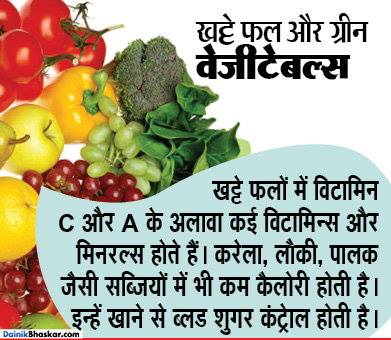 खट्टे फल और ग्रीन
वेजीटेबल्स
खट्टे फलों में विटामिन
C और A के अलावा कई विटामिन्स और
मिनरल्स होते हैं। करेला, लौकी, पालक
जैसी सब्जियों में भी कम कैलोरी होती है।
इन्हें खाने से ब्लड शुगर कंट्रोल होती है।
DainikBhaskar.com